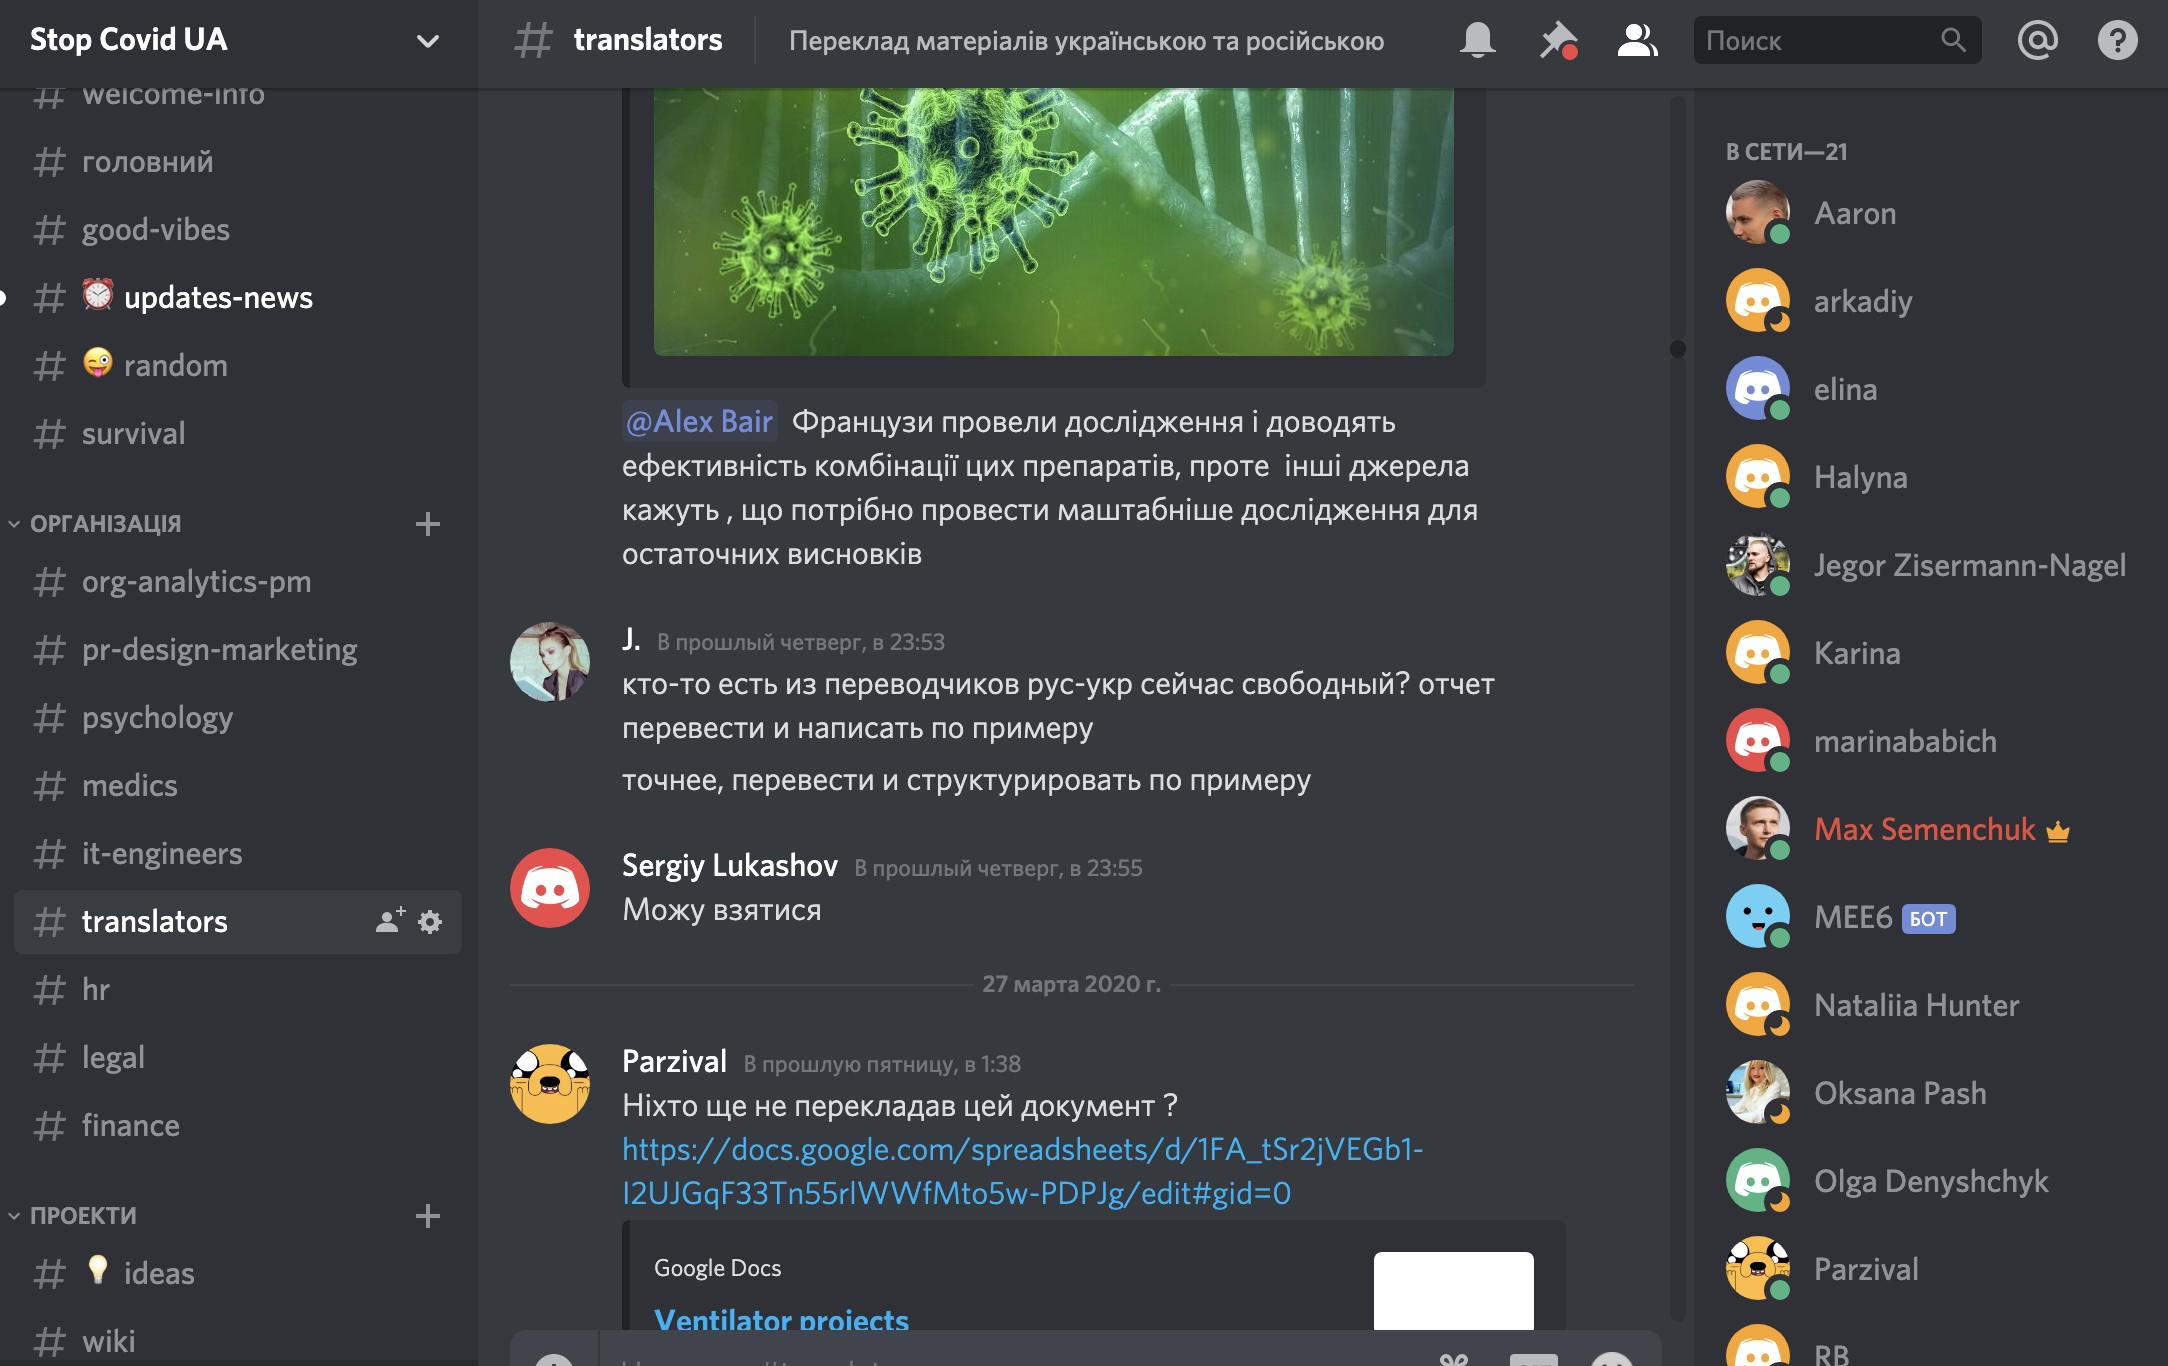 Stop Covid UA
welcome-info
головний
good-vibes
updates-news
random
survival
ОРГАНІЗАЦІЯ
org-analytics-pm
pr-design-marketing
psychology
medics
it-engineers
translators
hr
legal
finance
ПРОЕКТИ
ideas
wiki
translators
Переклад матеріалів українською та російською
Поиск
@Alex Bair Французи провели дослідження і доводять
ефективність комбінації цих препаратів, проте інші джерела
кажуть , що потрібно провести маштабніше дослідження для
остаточних висновків
J. В прошлый четверг, в 23:53
кто-то есть из переводчиков рус-укр сейчас свободный? отчет
перевести и написать по примеру
точнее, перевести и структурировать по примеру
Sergiy Lukashov В прошлый четверг, в 23:55
Можу взятися
27 марта 2020 г.
Parzival В прошлую пятницу, в 1:38
Ніхто ще не перекладав цей документ ?
https://docs.google.com/spreadsheets/d/1FA_tSr2jVEGb1-
I2UJGqF33Tn55rlWWfMto5w-PDPJg/edit#gid=0
Google Docs
Ventilator projects
В СЕТИ—21
Aaron
arkadiy
elina
Halyna
Jegor Zisermann-Nagel
Karina
marinababich
Max Semenchuk
MEE6 БОТ
Nataliia Hunter
Oksana Pash
Olga Denyshchyk
Parzival
RB